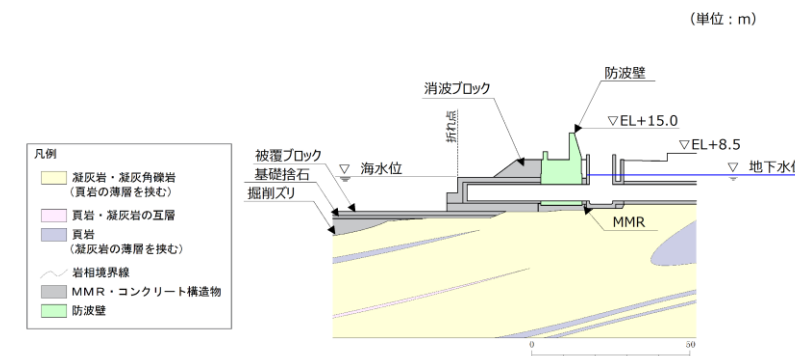 （単位：m）
防波壁
消波ブロック
折れ点
▽EL+15.0
▽EL+8.5
被覆ブロック
▽ 海水位
▽ 地下水位
基礎捨石
掘削ズリ
MMR
凡例
凝灰岩・凝灰角礫岩
（頁岩の薄層を挟む）
頁岩・凝灰岩の互層
頁岩
（凝灰岩の薄層を挟む）
岩相境界線
ＭＭＲ・コンクリート構造物
防波壁
0 50